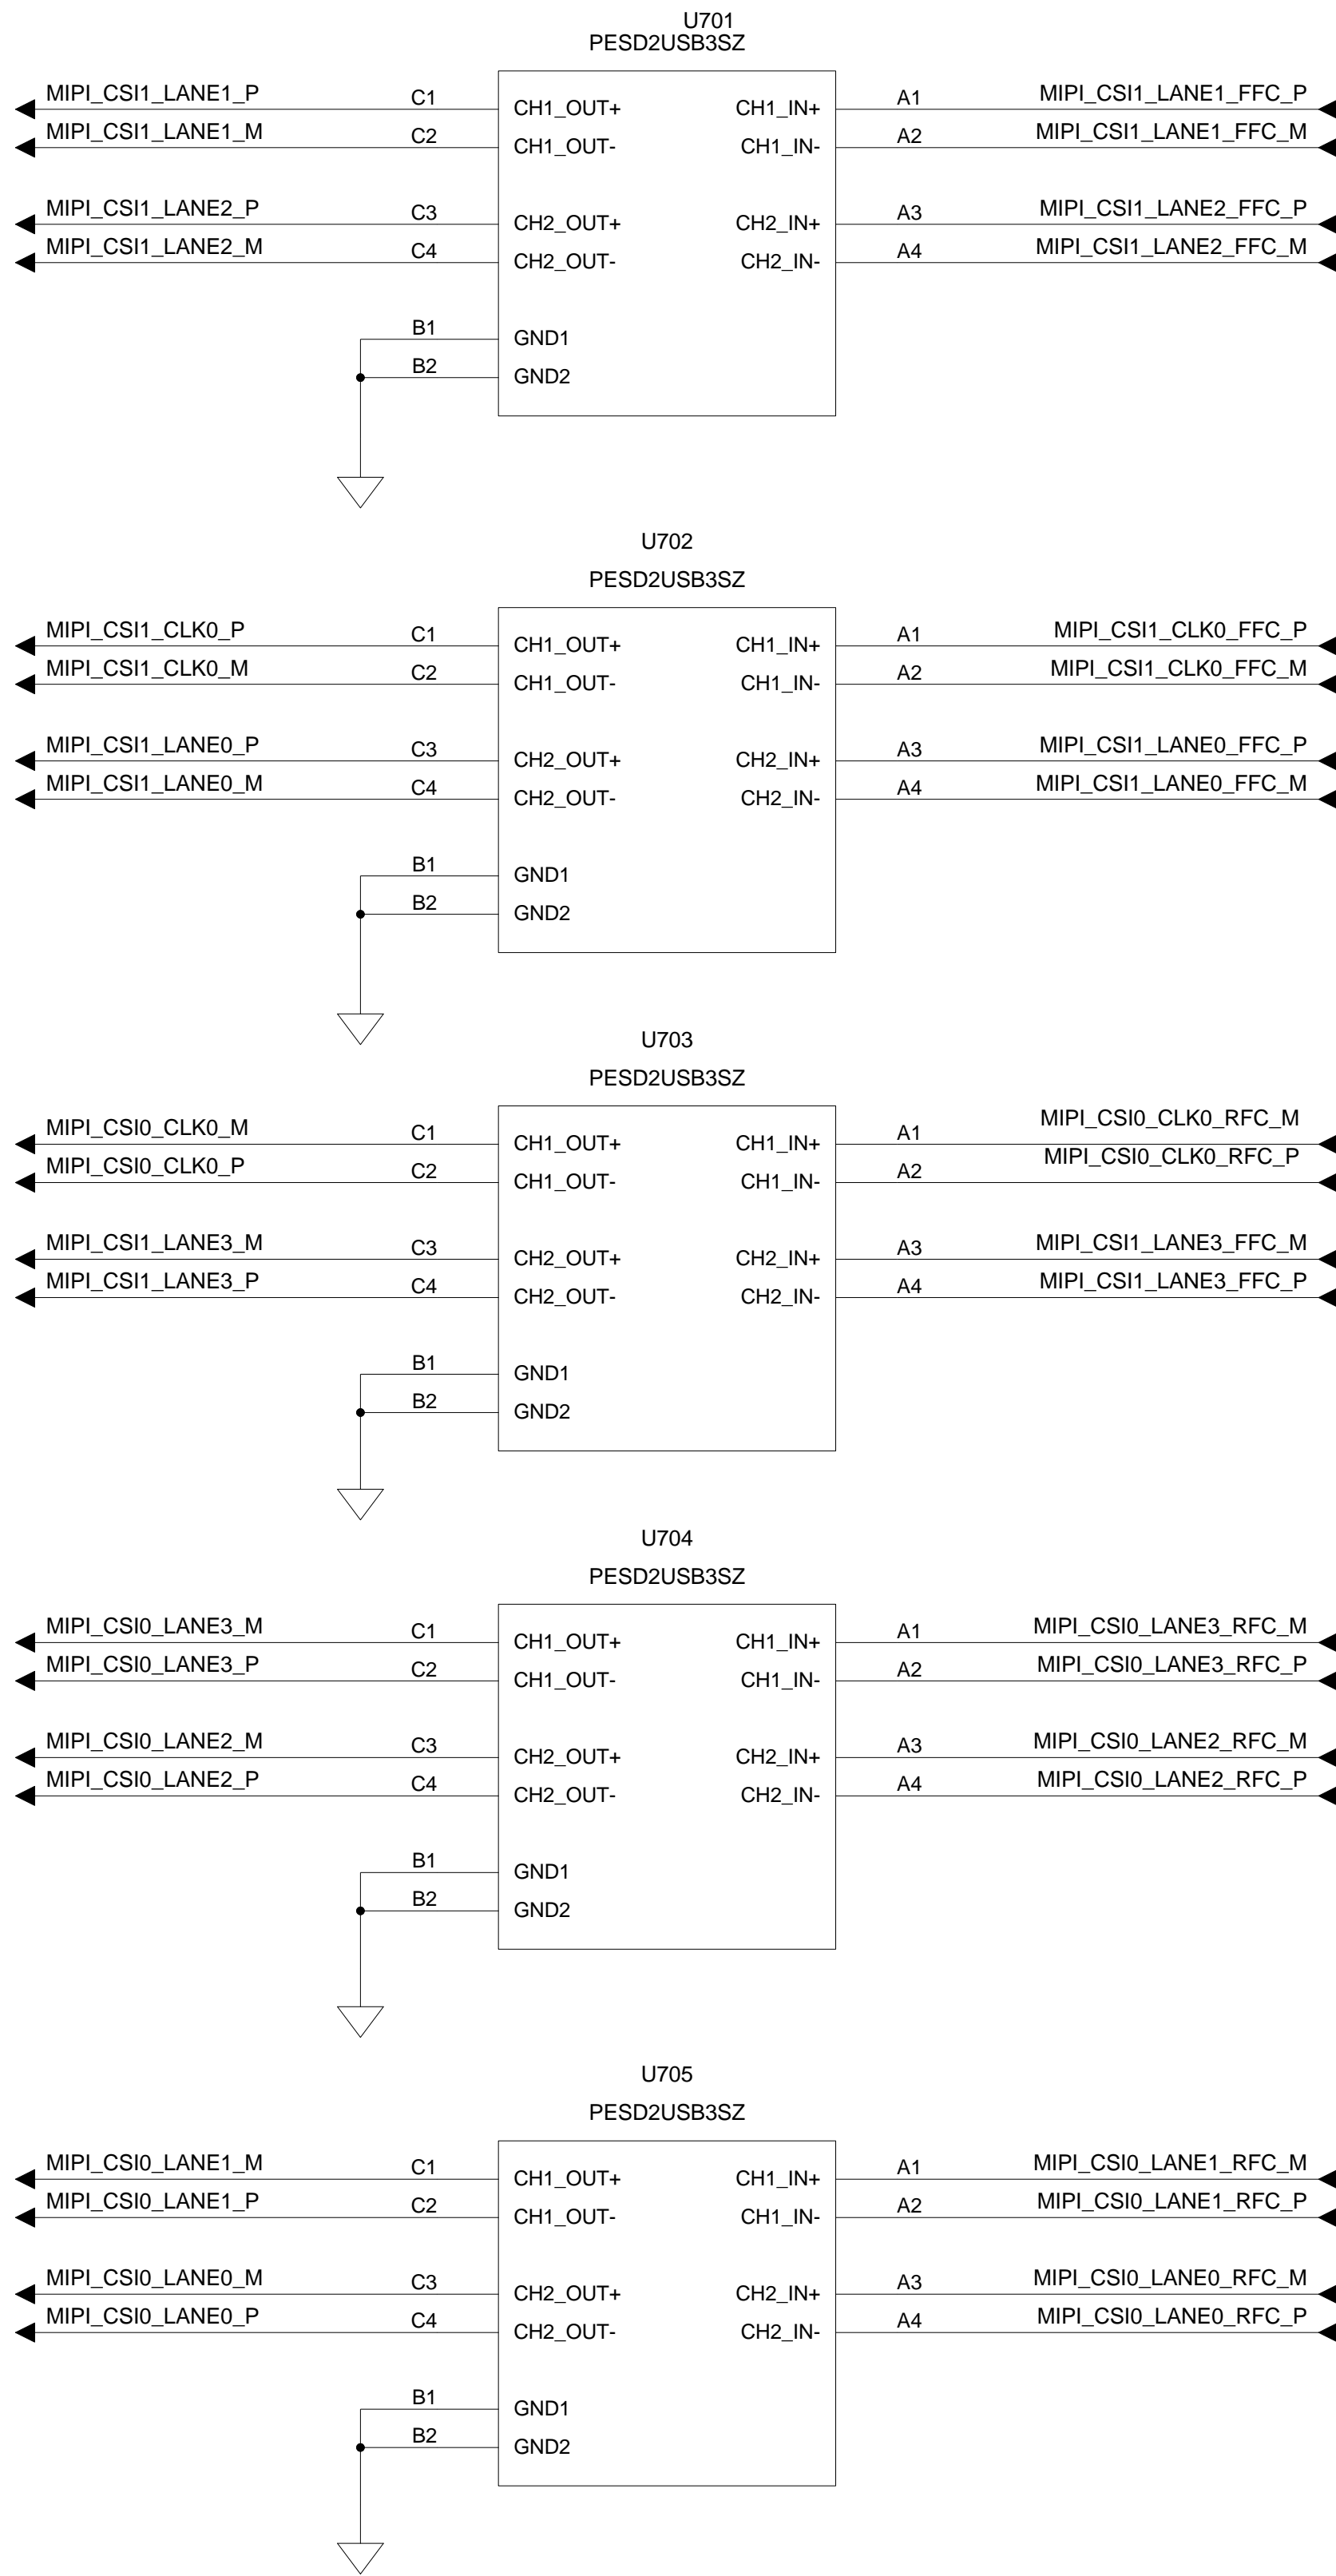 U701
PESD2USB3SZ
MIPI_CSI1_LANE1_P C1 CH1_OUT+ CH1_IN+ A1 MIPI_CSI1_LANE1_FFC_P
MIPI_CSI1_LANE1_M C2 CH1_OUT- CH1_IN- A2 MIPI_CSI1_LANE1_FFC_M
MIPI_CSI1_LANE2_P C3 CH2_OUT+ CH2_IN+ A3 MIPI_CSI1_LANE2_FFC_P
MIPI_CSI1_LANE2_M C4 CH2_OUT- CH2_IN- A4 MIPI_CSI1_LANE2_FFC_M
B1 GND1
B2 GND2
U702
PESD2USB3SZ
MIPI_CSI1_CLK0_P C1 CH1_OUT+ CH1_IN+ A1 MIPI_CSI1_CLK0_FFC_P
MIPI_CSI1_CLK0_M C2 CH1_OUT- CH1_IN- A2 MIPI_CSI1_CLK0_FFC_M
MIPI_CSI1_LANE0_P C3 CH2_OUT+ CH2_IN+ A3 MIPI_CSI1_LANE0_FFC_P
MIPI_CSI1_LANE0_M C4 CH2_OUT- CH2_IN- A4 MIPI_CSI1_LANE0_FFC_M
B1 GND1
B2 GND2
U703
PESD2USB3SZ
MIPI_CSI0_CLK0_M C1 CH1_OUT+ CH1_IN+ A1 MIPI_CSI0_CLK0_RFC_M
MIPI_CSI0_CLK0_P C2 CH1_OUT- CH1_IN- A2 MIPI_CSI0_CLK0_RFC_P
MIPI_CSI1_LANE3_M C3 CH2_OUT+ CH2_IN+ A3 MIPI_CSI1_LANE3_FFC_M
MIPI_CSI1_LANE3_P C4 CH2_OUT- CH2_IN- A4 MIPI_CSI1_LANE3_FFC_P
B1 GND1
B2 GND2
U704
PESD2USB3SZ
MIPI_CSI0_LANE3_M C1 CH1_OUT+ CH1_IN+ A1 MIPI_CSI0_LANE3_RFC_M
MIPI_CSI0_LANE3_P C2 CH1_OUT- CH1_IN- A2 MIPI_CSI0_LANE3_RFC_P
MIPI_CSI0_LANE2_M C3 CH2_OUT+ CH2_IN+ A3 MIPI_CSI0_LANE2_RFC_M
MIPI_CSI0_LANE2_P C4 CH2_OUT- CH2_IN- A4 MIPI_CSI0_LANE2_RFC_P
B1 GND1
B2 GND2
U705
PESD2USB3SZ
MIPI_CSI0_LANE1_M C1 CH1_OUT+ CH1_IN+ A1 MIPI_CSI0_LANE1_RFC_M
MIPI_CSI0_LANE1_P C2 CH1_OUT- CH1_IN- A2 MIPI_CSI0_LANE1_RFC_P
MIPI_CSI0_LANE0_M C3 CH2_OUT+ CH2_IN+ A3 MIPI_CSI0_LANE0_RFC_M
MIPI_CSI0_LANE0_P C4 CH2_OUT- CH2_IN- A4 MIPI_CSI0_LANE0_RFC_P
B1 GND1
B2 GND2